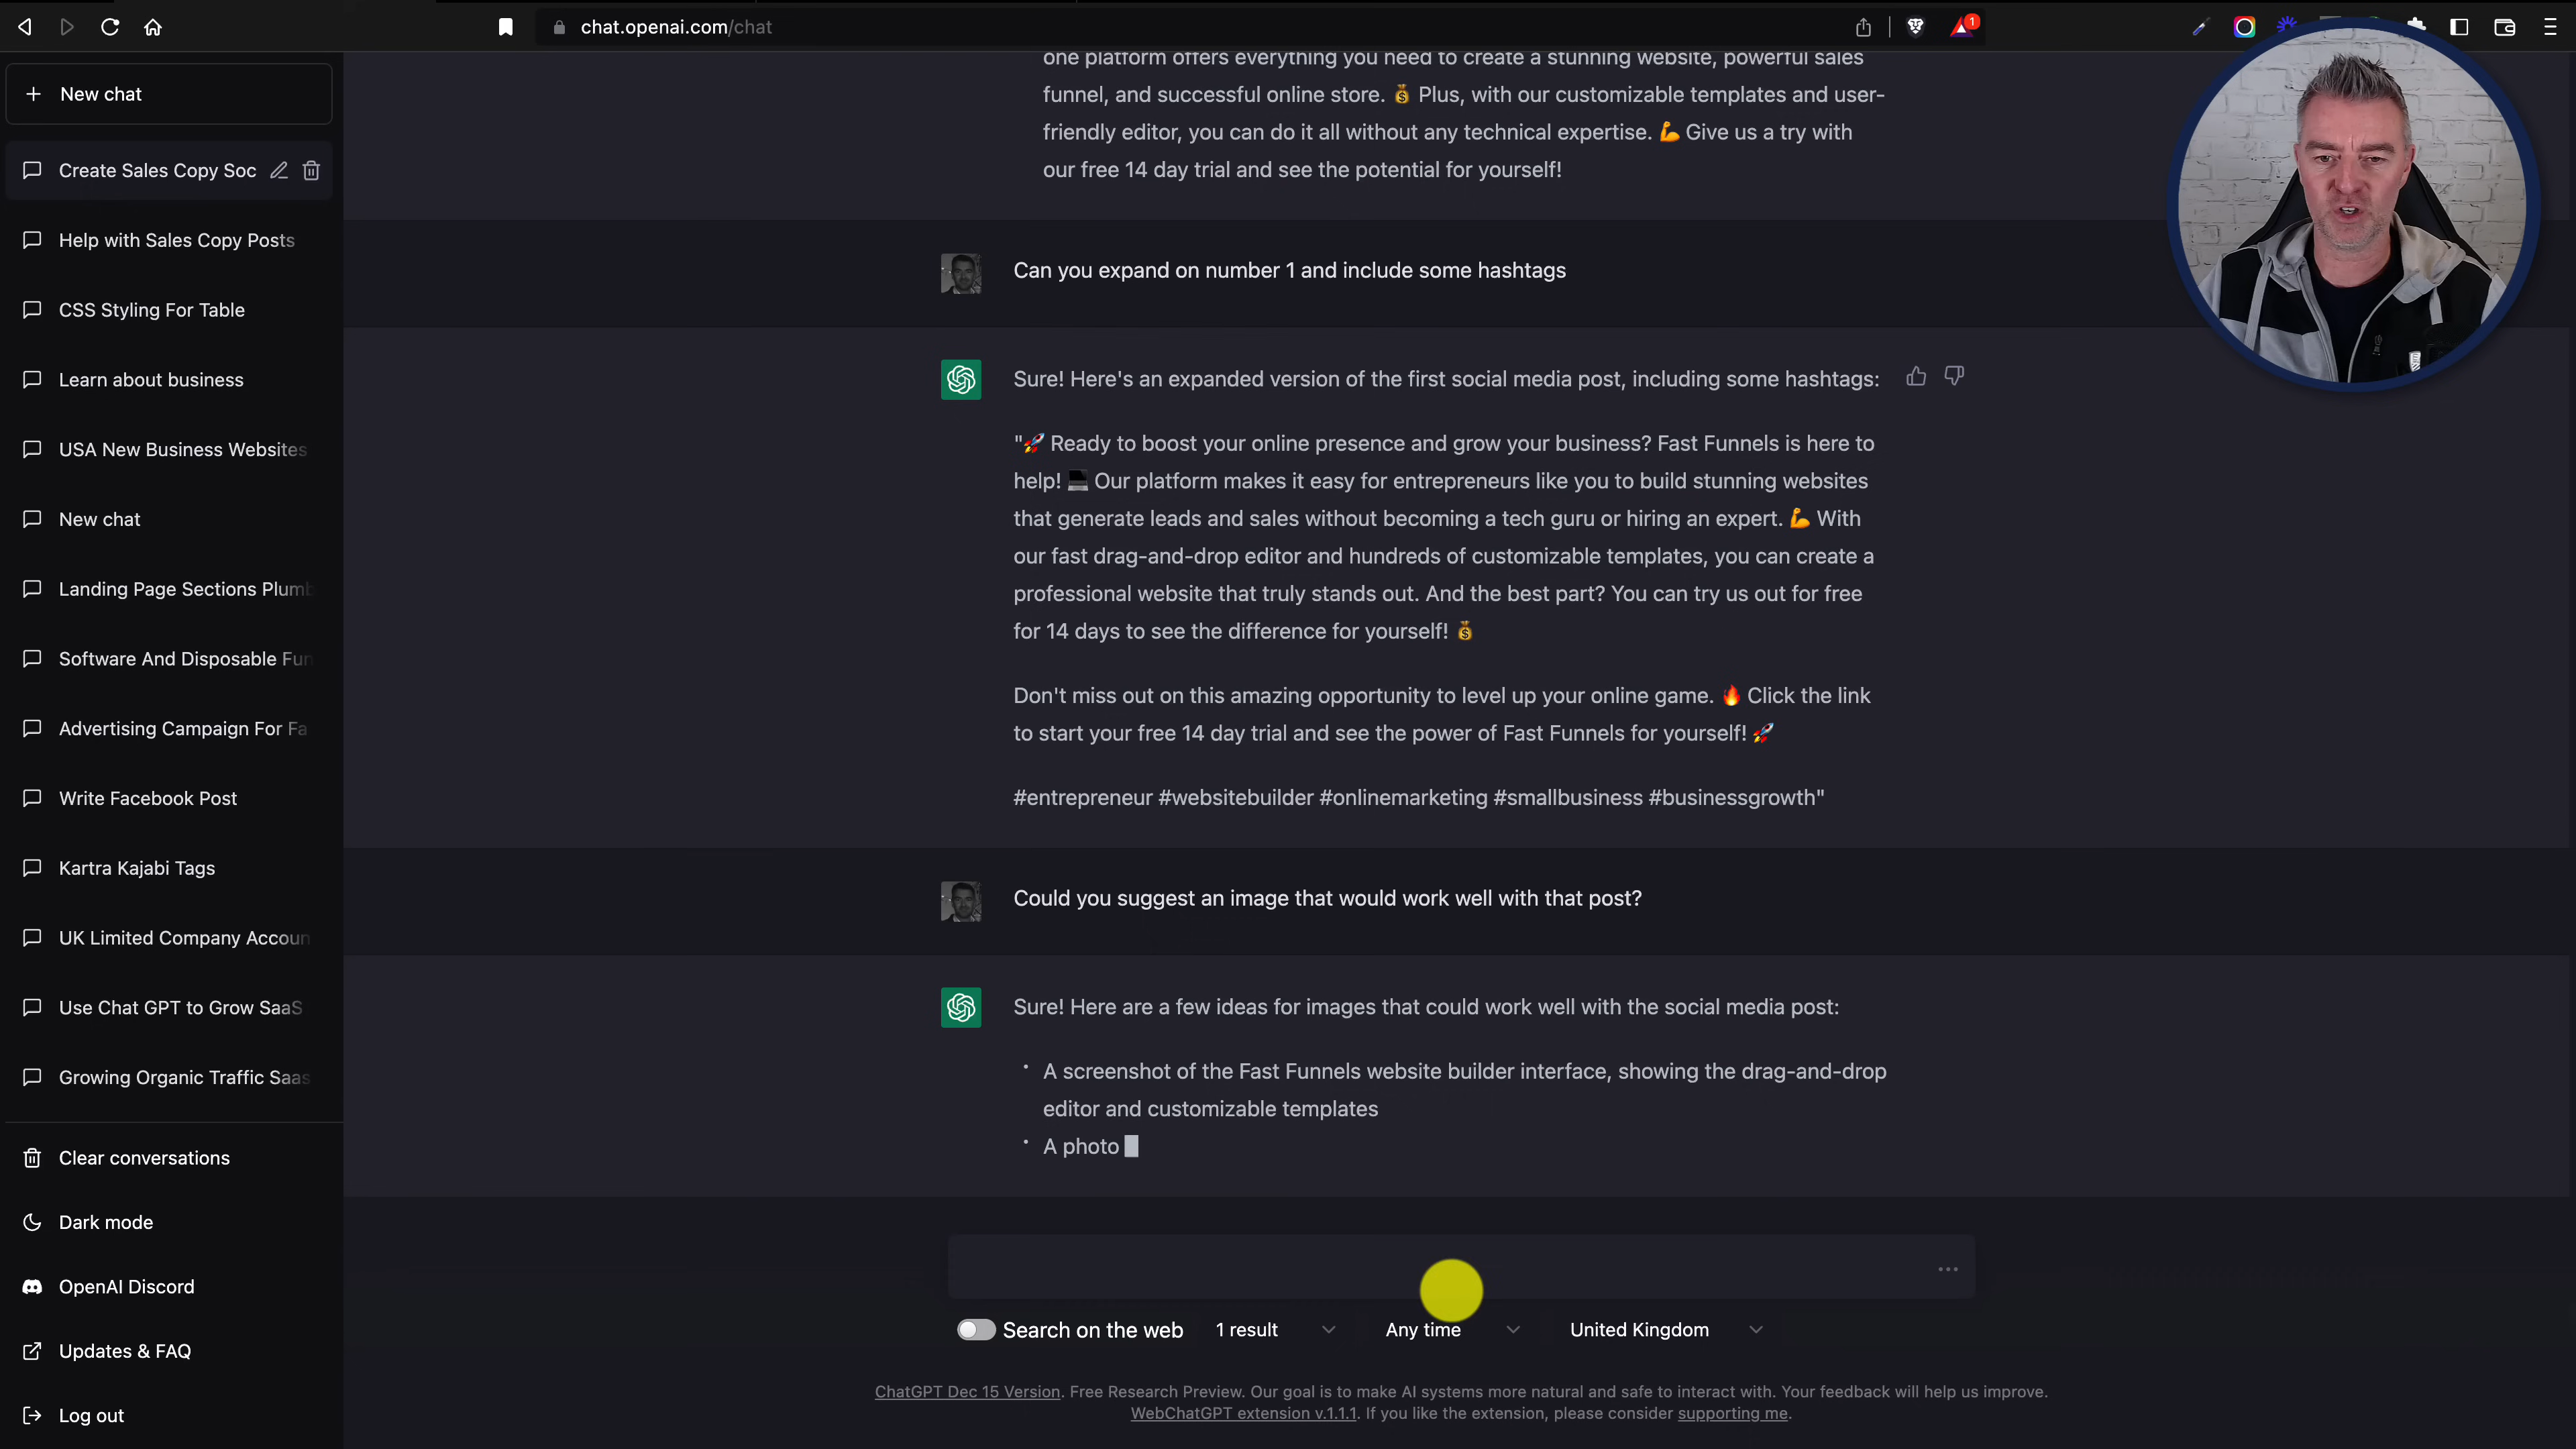 chat.openai.com/chat
1
New chat
Create Sales Copy Soc
Help with Sales Copy Posts
CSS Styling For Table
Learn about business
USA New Business Websites
New chat
Landing Page Sections Plumb
Software And Disposable Fun
Advertising Campaign For Fa
Write Facebook Post
Kartra Kajabi Tags
UK Limited Company Accoun
Use Chat GPT to Grow SaaS
Growing Organic Traffic Saas
Clear conversations
Dark mode
OpenAI Discord
Updates & FAQ
Log out
one platform offers everything you need to create a stunning website, powerful sales
funnel, and successful online store. 💰 Plus, with our customizable templates and user-
friendly editor, you can do it all without any technical expertise. 💪 Give us a try with
our free 14 day trial and see the potential for yourself!
Can you expand on number 1 and include some hashtags
Sure! Here's an expanded version of the first social media post, including some hashtags:
"🚀 Ready to boost your online presence and grow your business? Fast Funnels is here to
help! 💻 Our platform makes it easy for entrepreneurs like you to build stunning websites
that generate leads and sales without becoming a tech guru or hiring an expert. 💪 With
our fast drag-and-drop editor and hundreds of customizable templates, you can create a
professional website that truly stands out. And the best part? You can try us out for free
for 14 days to see the difference for yourself! 💰
Don't miss out on this amazing opportunity to level up your online game. 🔥 Click the link
to start your free 14 day trial and see the power of Fast Funnels for yourself! 🚀
#entrepreneur #websitebuilder #onlinemarketing #smallbusiness #businessgrowth"
Could you suggest an image that would work well with that post?
Sure! Here are a few ideas for images that could work well with the social media post:
• A screenshot of the Fast Funnels website builder interface, showing the drag-and-drop
editor and customizable templates
• A photo
Search on the web 1 result Any time United Kingdom
ChatGPT Dec 15 Version. Free Research Preview. Our goal is to make AI systems more natural and safe to interact with. Your feedback will help us improve.
WebChatGPT extension v.1.1.1. If you like the extension, please consider supporting me.